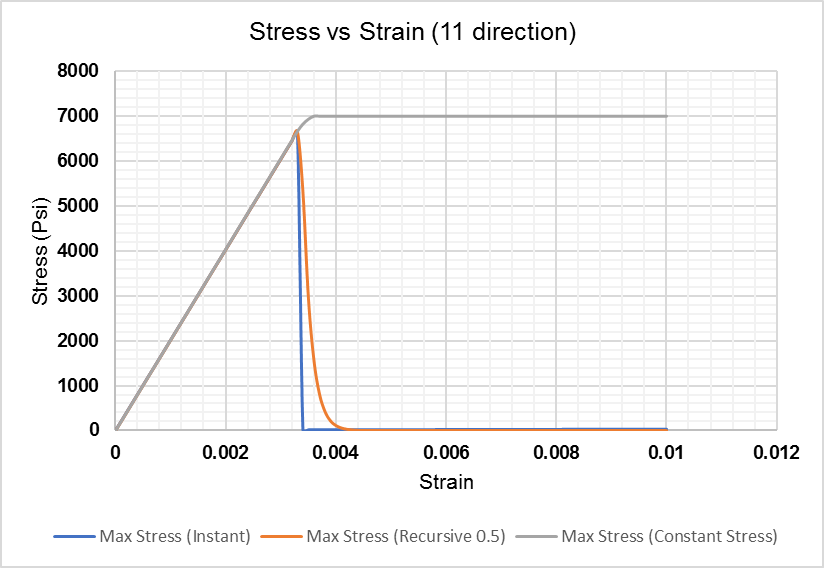 Stress vs Strain (11 direction)
8000
7000
6000
5000
4000
3000
2000
1000
0
Stress (Psi)
0 0.002 0.004 0.006 0.008 0.01 0.012
Strain
Max Stress (Instant) Max Stress (Recursive 0.5) Max Stress (Constant Stress)